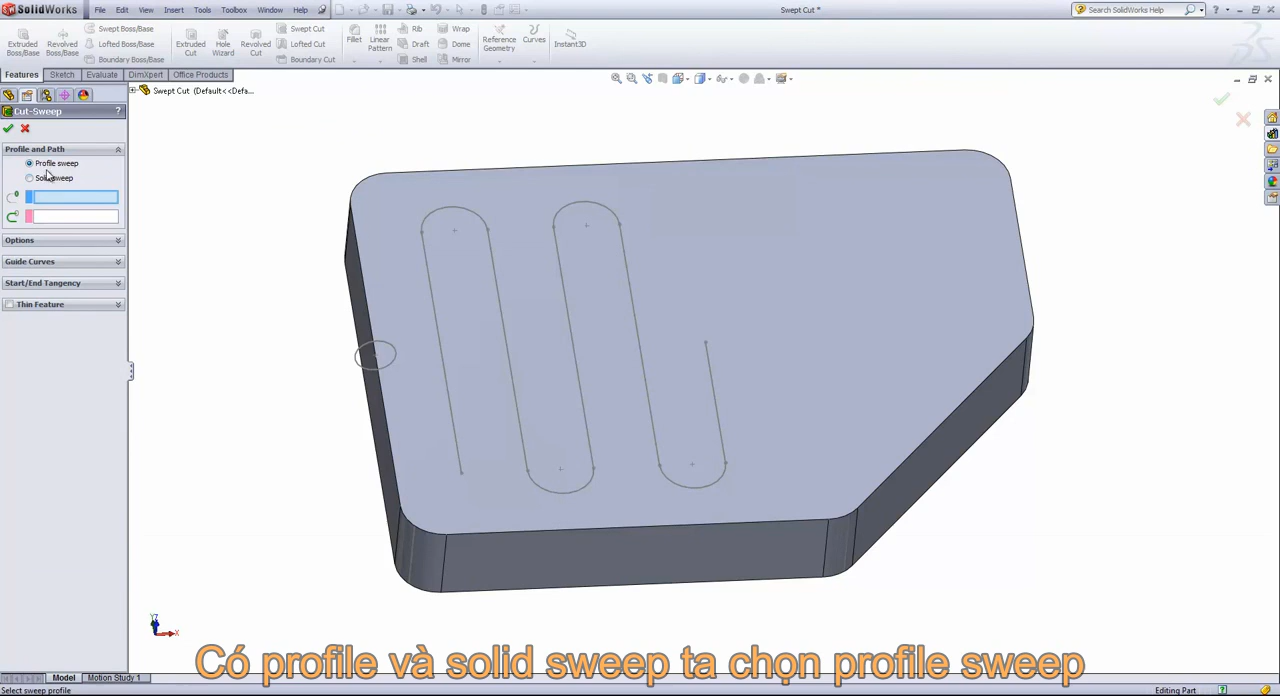 SolidWorks
File Edit View Insert Tools Toolbox Window Help
Swept Cut *
Search SolidWorks Help
Extruded Boss/Base
Revolved Boss/Base
Swept Boss/Base
Lofted Boss/Base
Boundary Boss/Base
Extruded Cut
Hole Wizard
Revolved Cut
Swept Cut
Lofted Cut
Boundary Cut
Fillet
Linear Pattern
Rib
Draft
Shell
Wrap
Dome
Mirror
Reference Geometry
Curves
Instant3D
Features Sketch Evaluate DimXpert Office Products
Swept Cut (Default<<Defa...
Cut-Sweep ?
Profile and Path
Profile sweep
Solid sweep
Options
Guide Curves
Start/End Tangency
Thin Feature
Y Z
X
Có profile và solid sweep ta chọn profile sweep
Model Motion Study 1
Select sweep profile
Editing Part